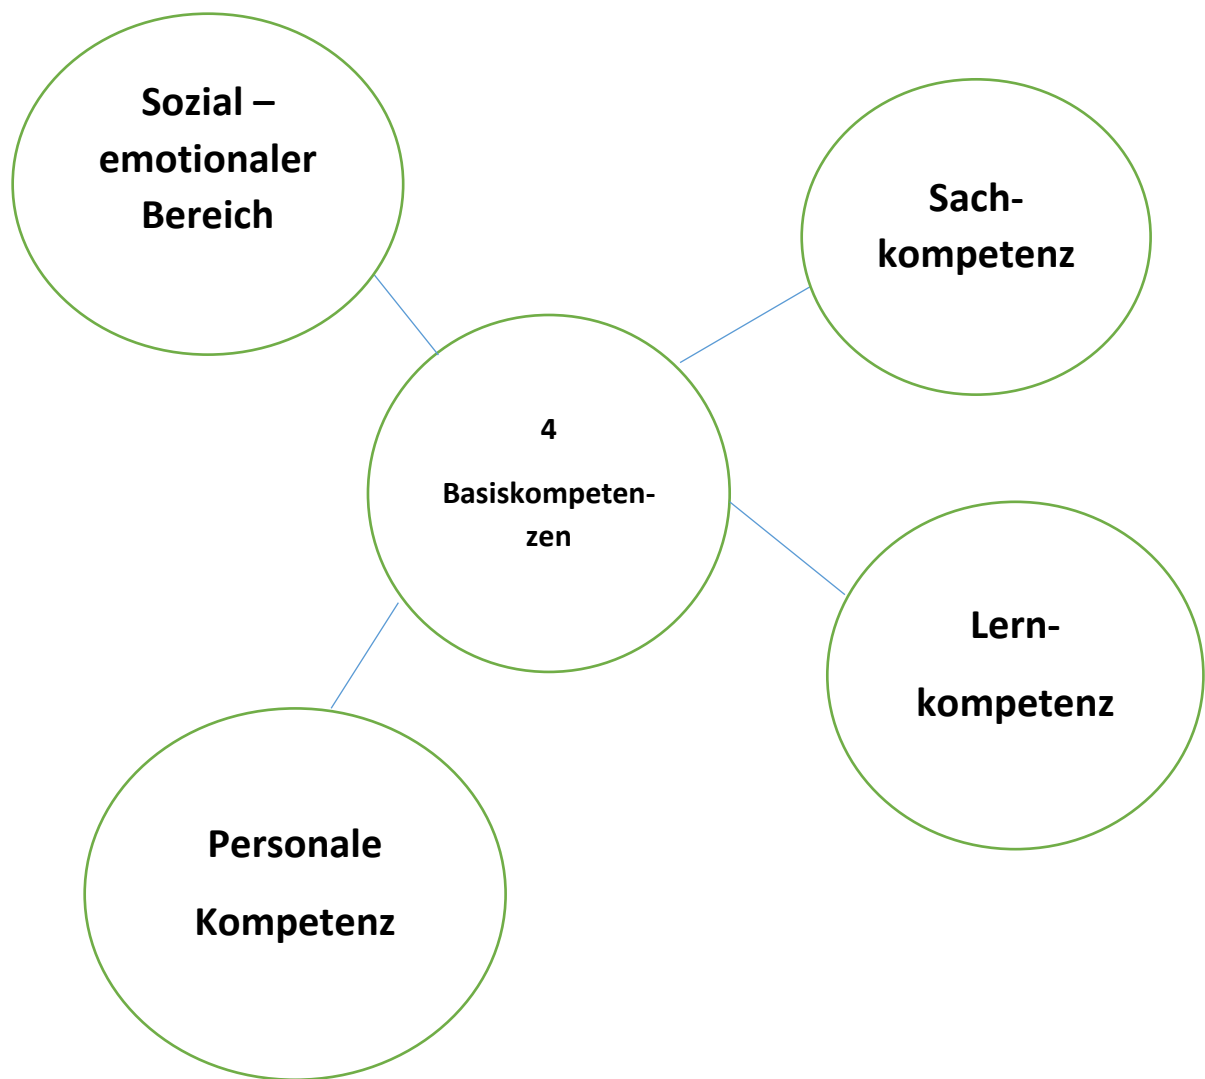 Sozial –
emotionaler
Bereich
Sach-
kompetenz
4
Basiskompeten-
zen
Lern-
kompetenz
Personale
Kompetenz